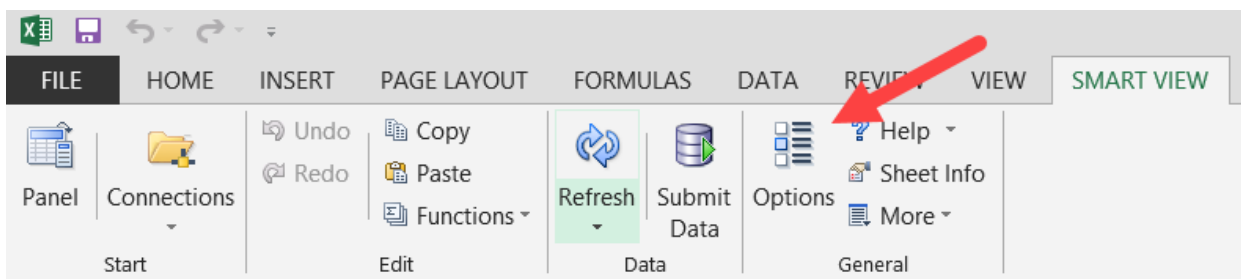 FILE HOME INSERT PAGE LAYOUT FORMULAS DATA REVIEW VIEW SMART VIEW
Panel
Connections
Start
Undo
Redo
Copy
Paste
Functions
Edit
Refresh
Submit
Data
Data
Options
Help
Sheet Info
More
General